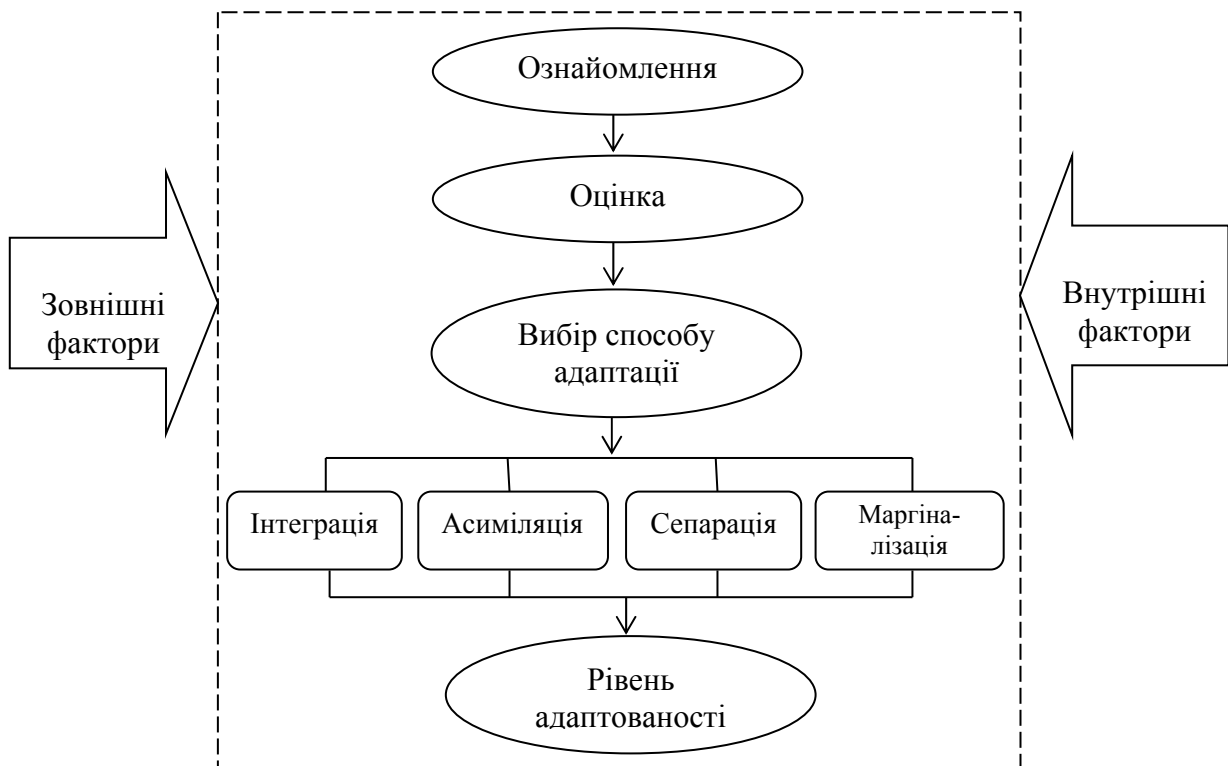 Ознайомлення
Оцінка
Зовнішні
фактори
Вибір способу
адаптації
Внутрішні
фактори
Інтеграція
Асиміляція
Сепарація
Маргіна-
лізація
Рівень
адаптованості